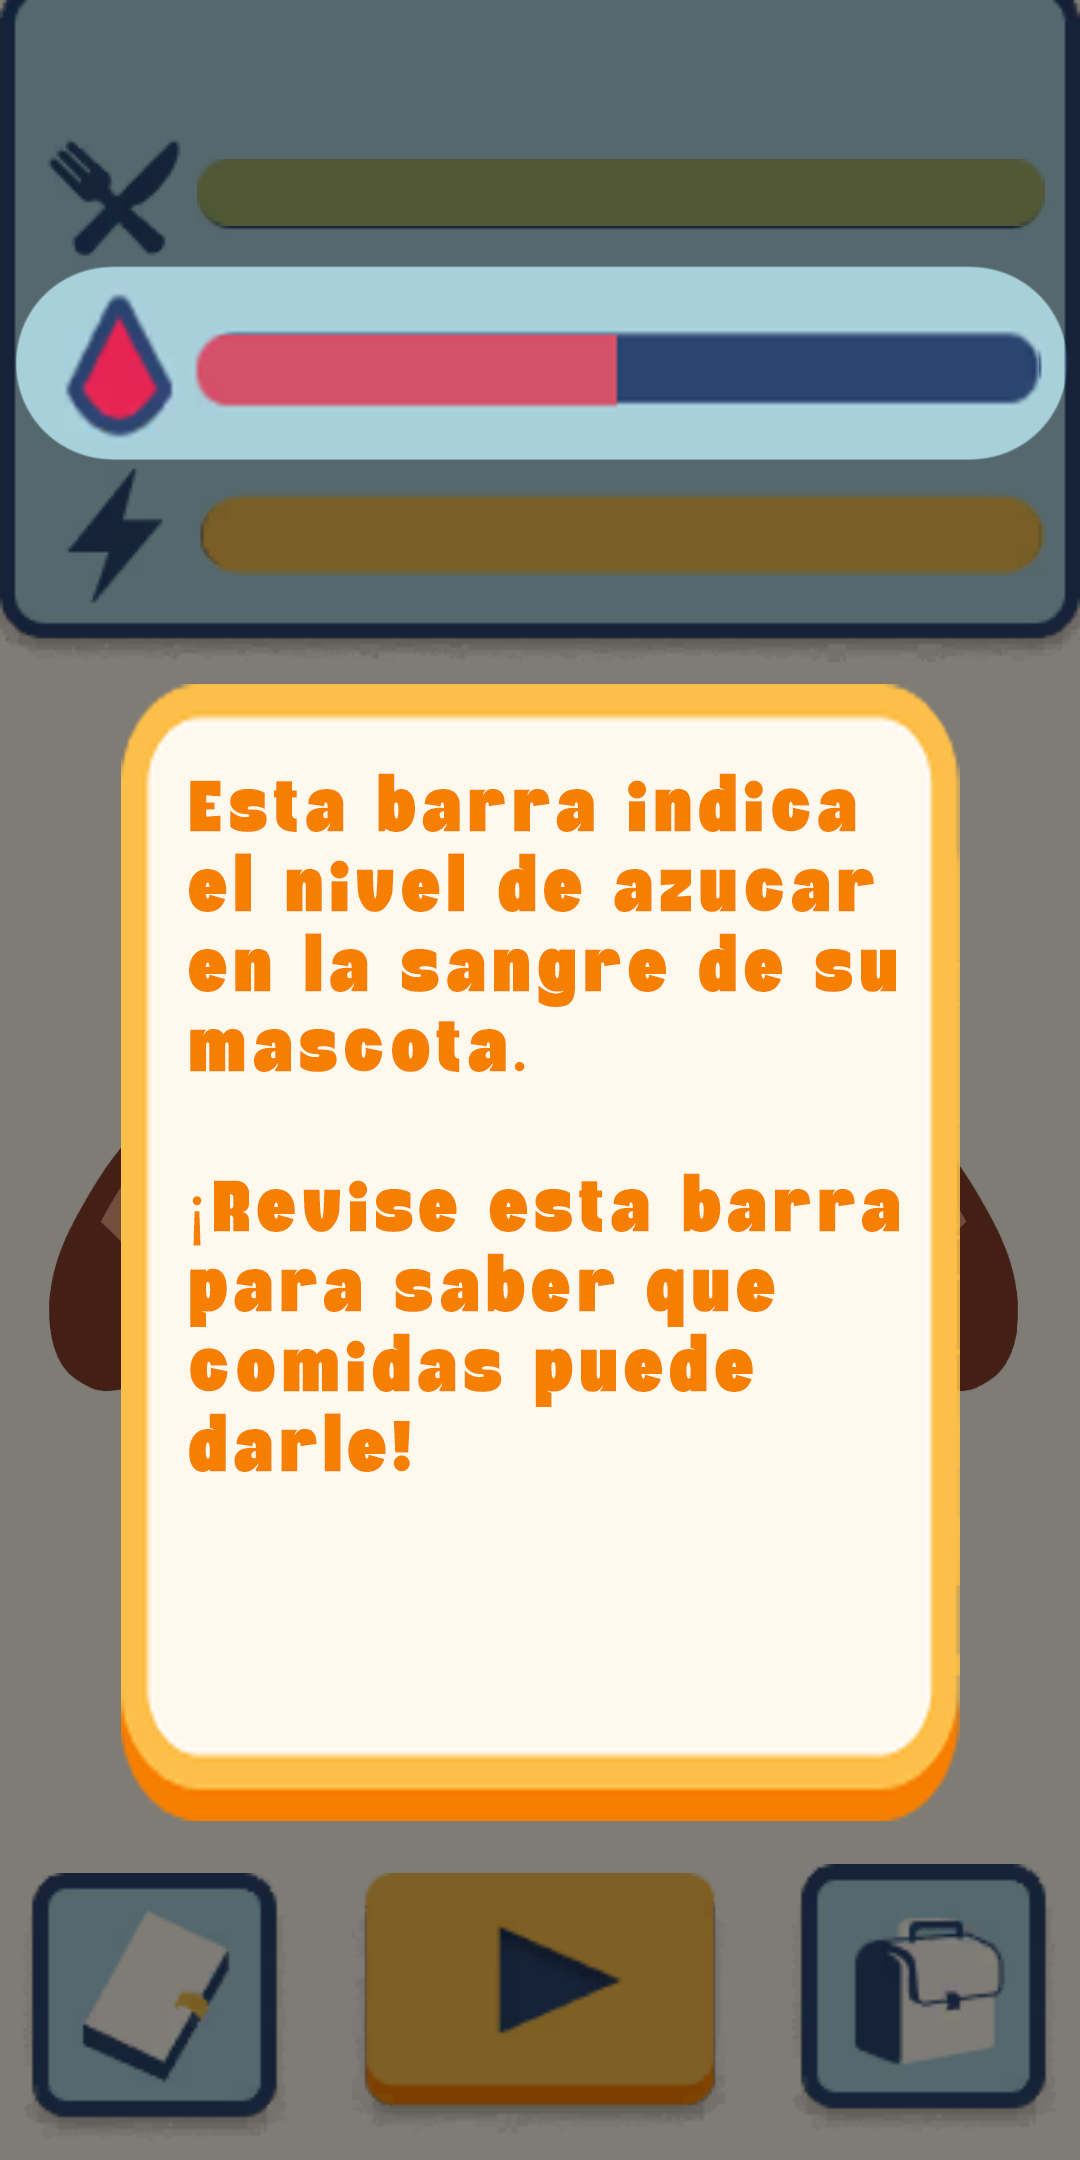 Esta barra indica
el nivel de azucar
en la sangre de su
mascota.
¡Revise esta barra
para saber que
comidas puede
darle!